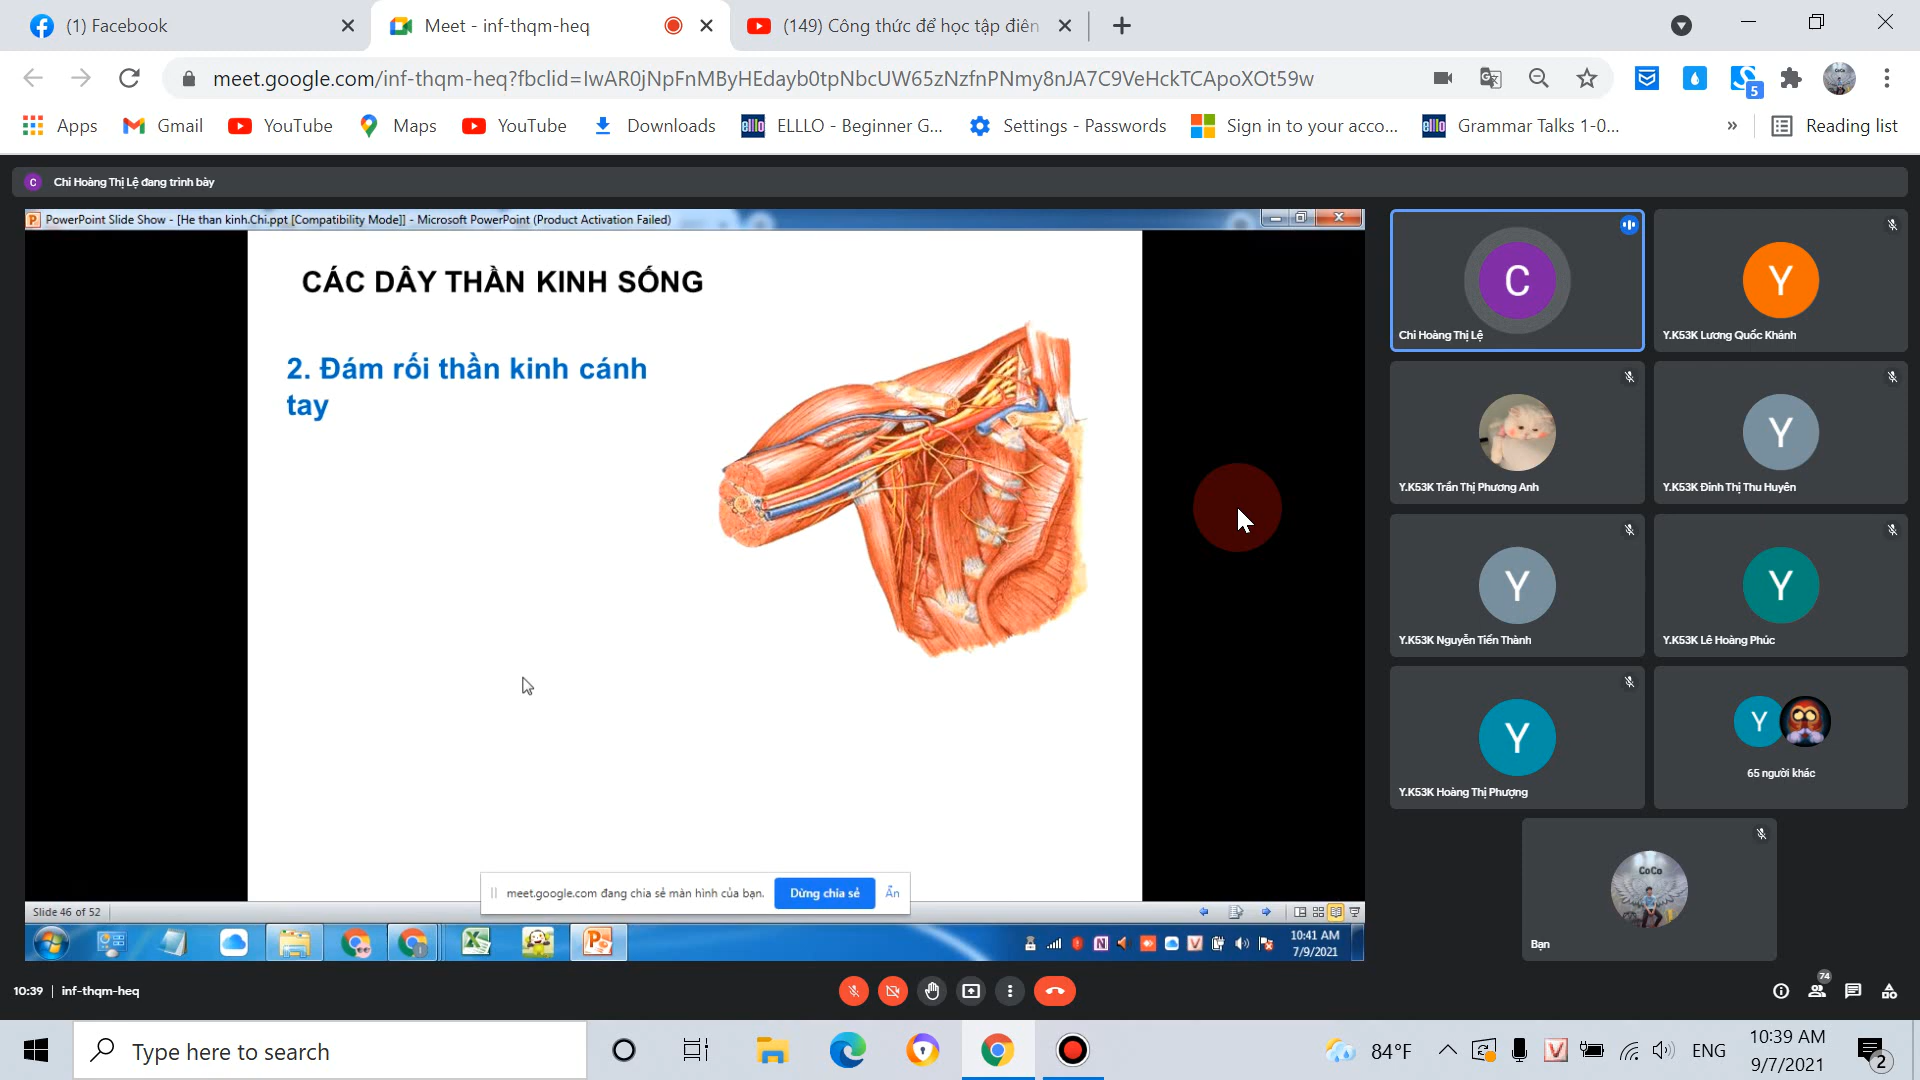 (1) Facebook
Meet - inf-thqm-heq
(149) Công thức để học tập điên
meet.google.com/inf-thqm-heq?fbclid=IwAR0jNpFnMByHEdayb0tpNbcUW65zNzfnPNmy8nJA7C9VeHckTCApoXOt59w
5
Apps
Gmail
YouTube
Maps
YouTube
Downloads
elllo
ELLLO - Beginner G...
Settings - Passwords
Sign in to your acco...
elllo
Grammar Talks 1-0...
»
Reading list
C
Chi Hoàng Thị Lệ đang trình bày
PowerPoint Slide Show - [He than kinh.Chi.ppt [Compatibility Mode]] - Microsoft PowerPoint (Product Activation Failed)
CÁC DÂY THẦN KINH SỐNG
2. Đám rối thần kinh cánh
tay
meet.google.com đang chia sẻ màn hình của bạn.
Dừng chia sẻ
Ẩn
Slide 46 of 52
10:41 AM
7/9/2021
C
Chi Hoàng Thị Lệ
Y
Y.K53K Lương Quốc Khánh
Y.K53K Trần Thị Phương Anh
Y
Y.K53K Đinh Thị Thu Huyên
Y
Y.K53K Nguyễn Tiến Thành
Y
Y.K53K Lê Hoàng Phúc
Y
Y.K53K Hoàng Thị Phượng
Y
65 người khác
CoCo
Bạn
10:39 | inf-thqm-heq
74
Type here to search
84°F
ENG
10:39 AM
9/7/2021
2